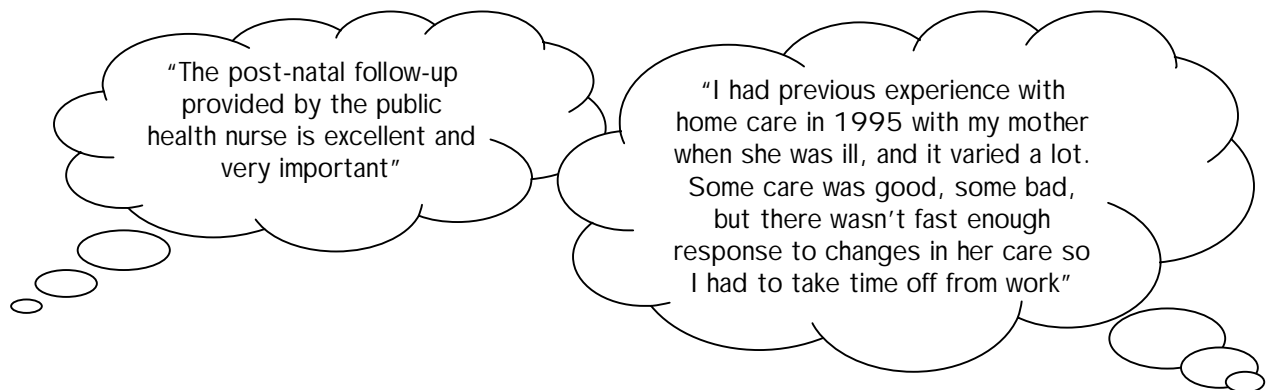 “The post-natal follow-up
provided by the public
health nurse is excellent and
very important”
“I had previous experience with
home care in 1995 with my mother
when she was ill, and it varied a lot.
Some care was good, some bad,
but there wasn’t fast enough
response to changes in her care so
I had to take time off from work”